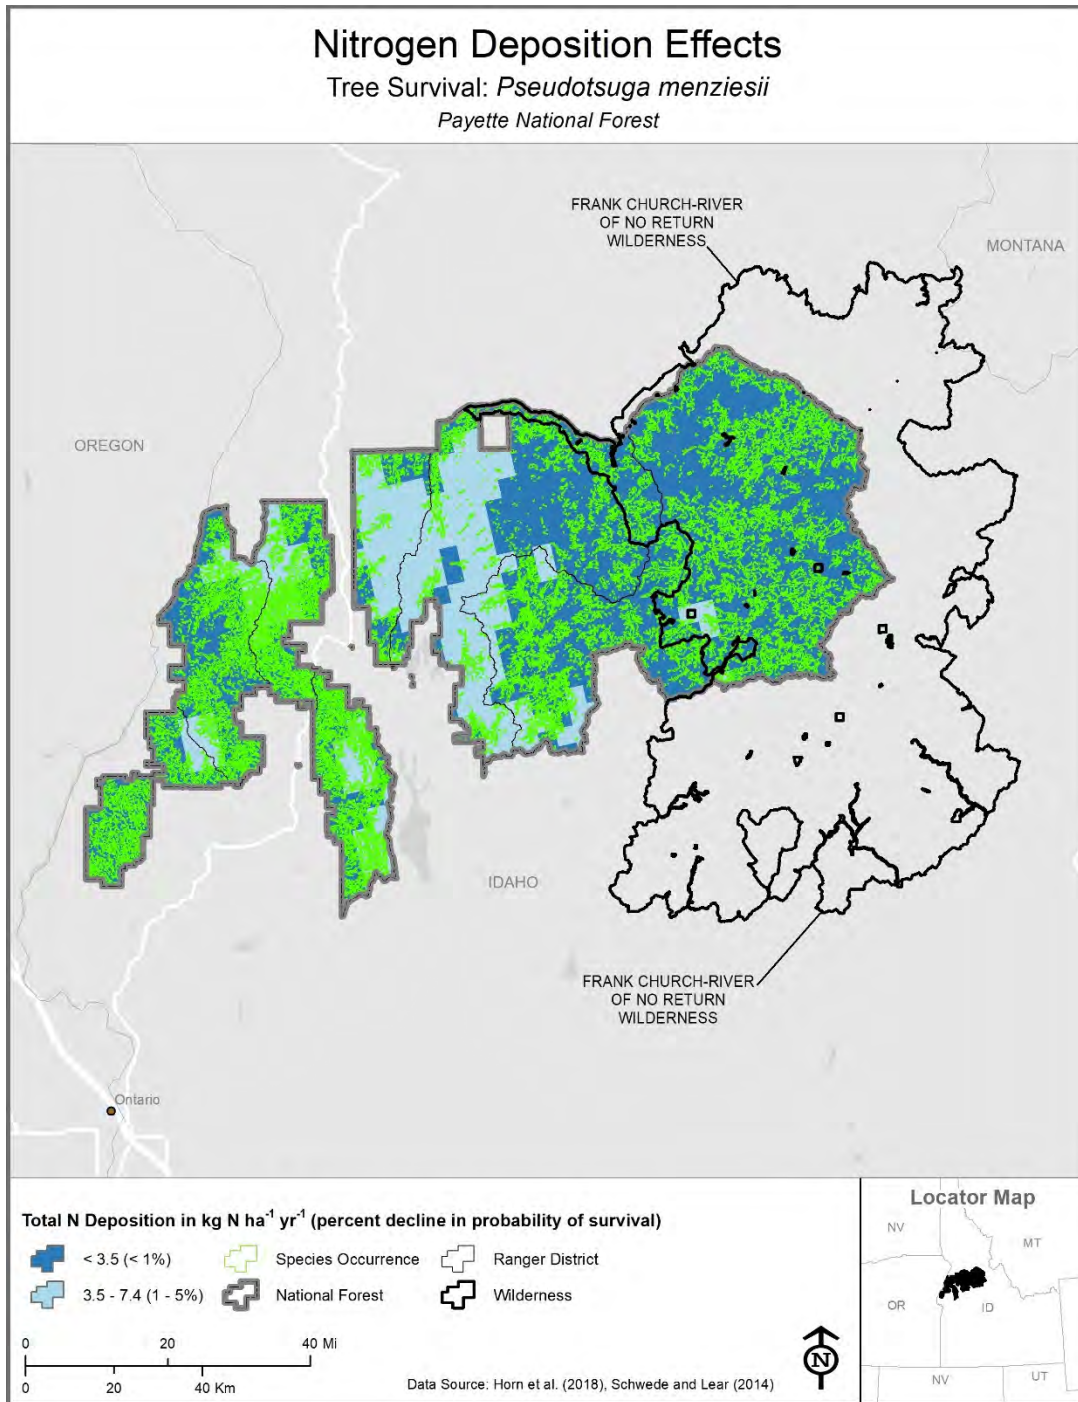 Nitrogen Deposition Effects
Tree Survival: Pseudotsuga menziesii
Payette National Forest
FRANK CHURCH-RIVER
OF NO RETURN
WILDERNESS
MONTANA
OREGON
IDAHO
FRANK CHURCH-RIVER
OF NO RETURN
WILDERNESS
Ontario
Total N Deposition in kg N ha⁻¹ yr⁻¹ (percent decline in probability of survival)
< 3.5 (< 1%)
Species Occurrence
Ranger District
3.5 - 7.4 (1 - 5%)
National Forest
Wilderness
0 20 40 Mi
0 20 40 Km
N
Data Source: Horn et al. (2018), Schwede and Lear (2014)
Locator Map
NV
MT
OR
ID
NV
UT